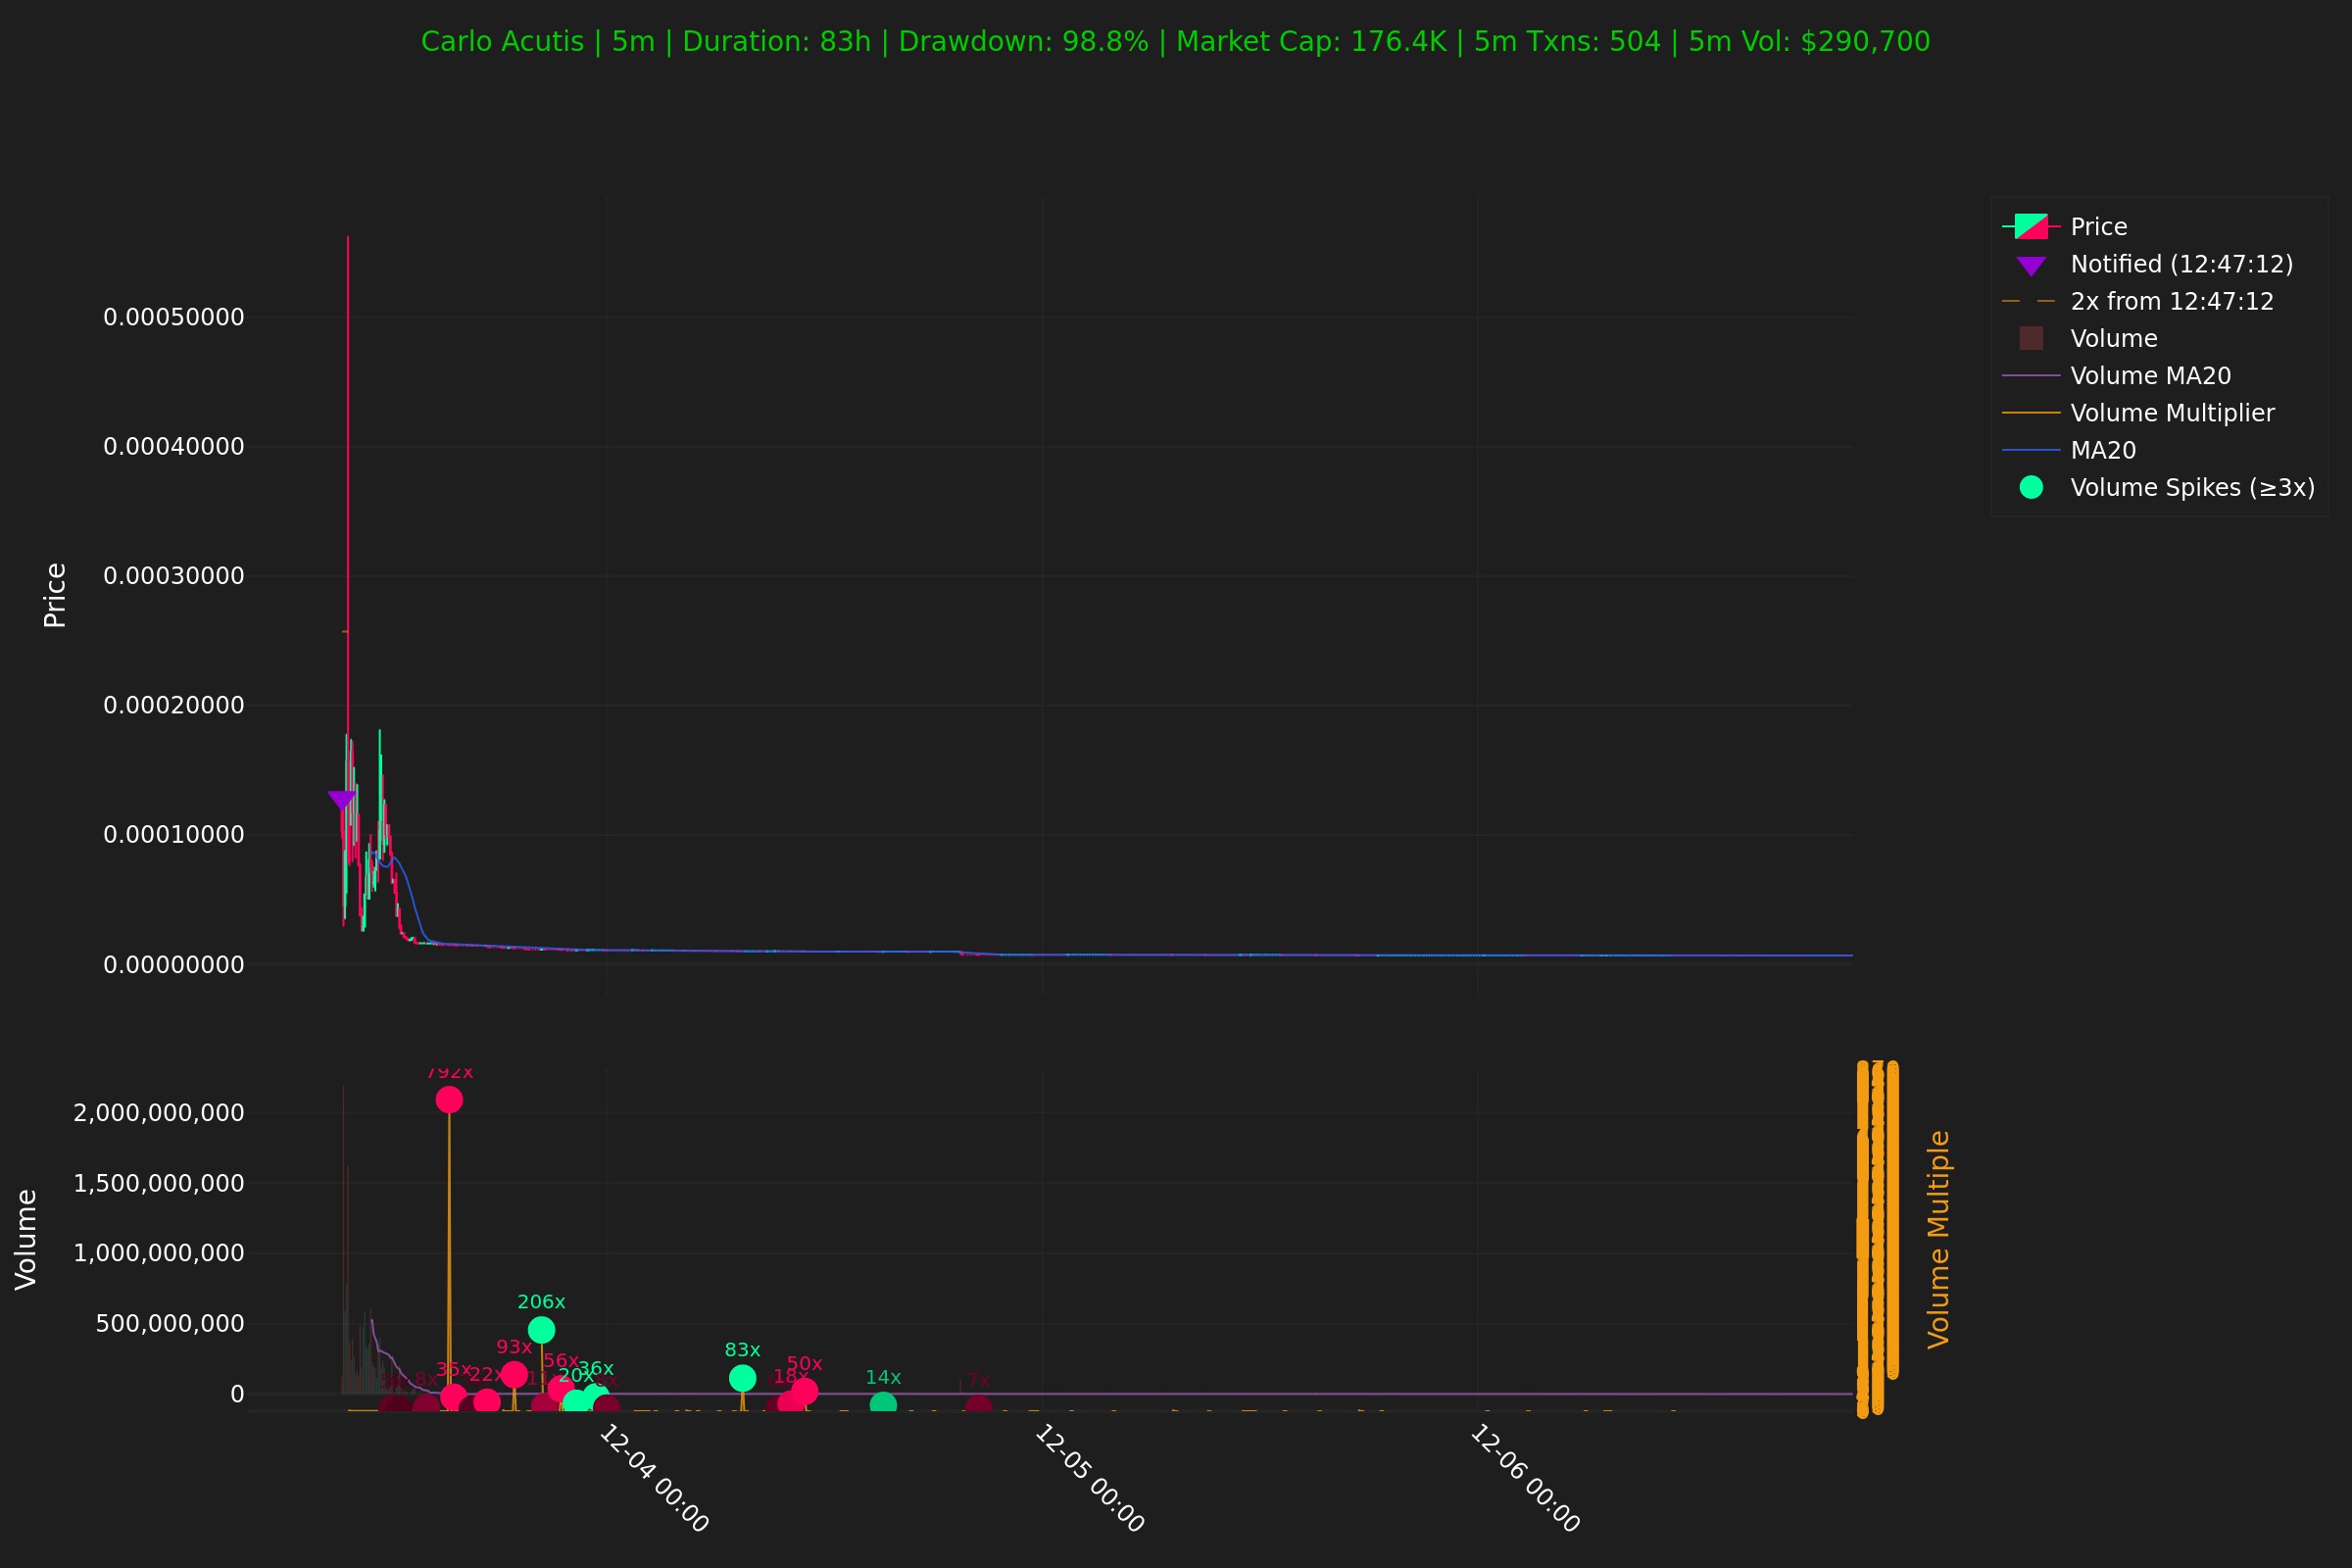 Carlo Acutis | 5m | Duration: 83h | Drawdown: 98.8% | Market Cap: 176.4K | 5m Txns: 504 | 5m Vol: $290,700
Price
Notified (12:47:12)
2x from 12:47:12
Volume
Volume MA20
Volume Multiplier
MA20
Volume Spikes (≥3x)
Price
0.00050000
0.00040000
0.00030000
0.00020000
0.00010000
0.00000000
Volume
2,000,000,000
1,500,000,000
1,000,000,000
500,000,000
0
792x
206x
93x
56x
36x
35x
22x
20x
8x
83x
50x
18x
14x
7x
Volume Multiple
12-04 00:00
12-05 00:00
12-06 00:00